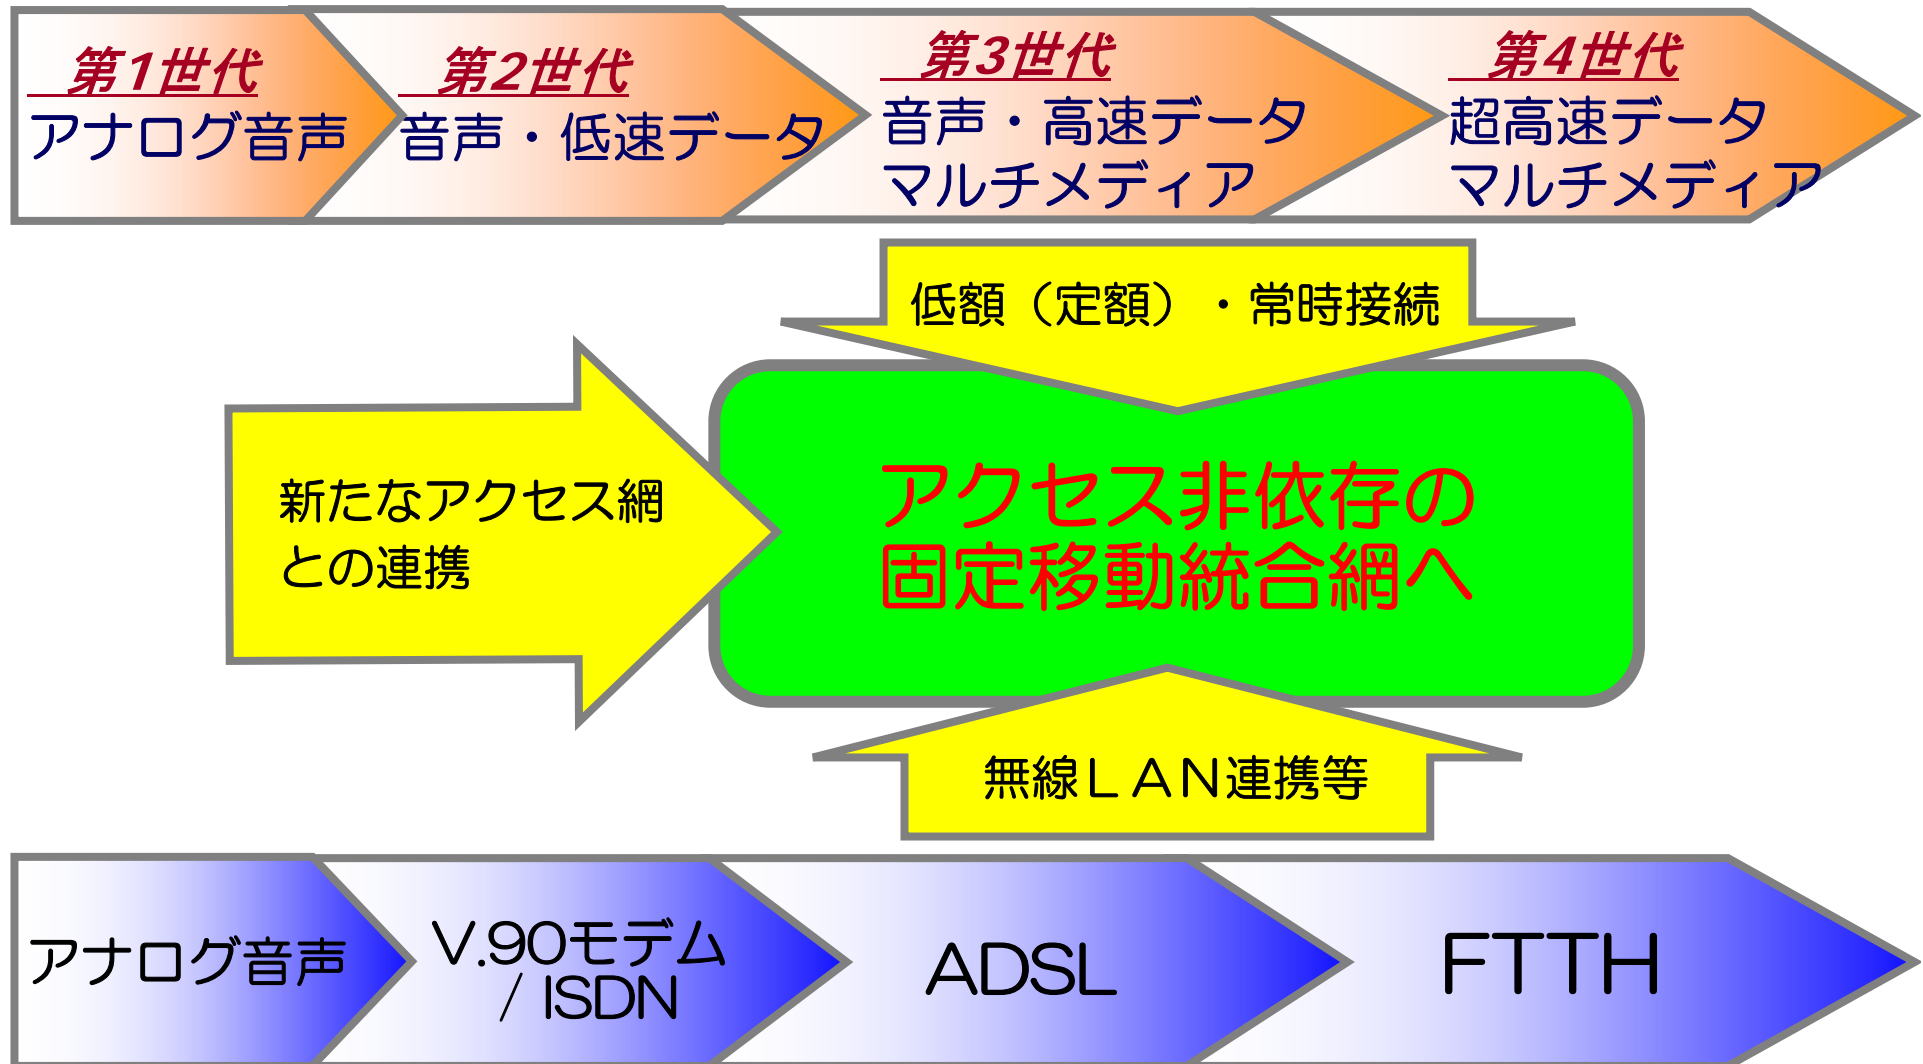 第1世代
アナログ音声
第2世代
音声・低速データ
第3世代
音声・高速データ
マルチメディア
第4世代
超高速データ
マルチメディア
低額（定額）・常時接続
新たなアクセス網
との連携
アクセス非依存の
固定移動統合網へ
無線ＬＡＮ連携等
アナログ音声
V.90モデム
/ ISDN
ADSL
FTTH